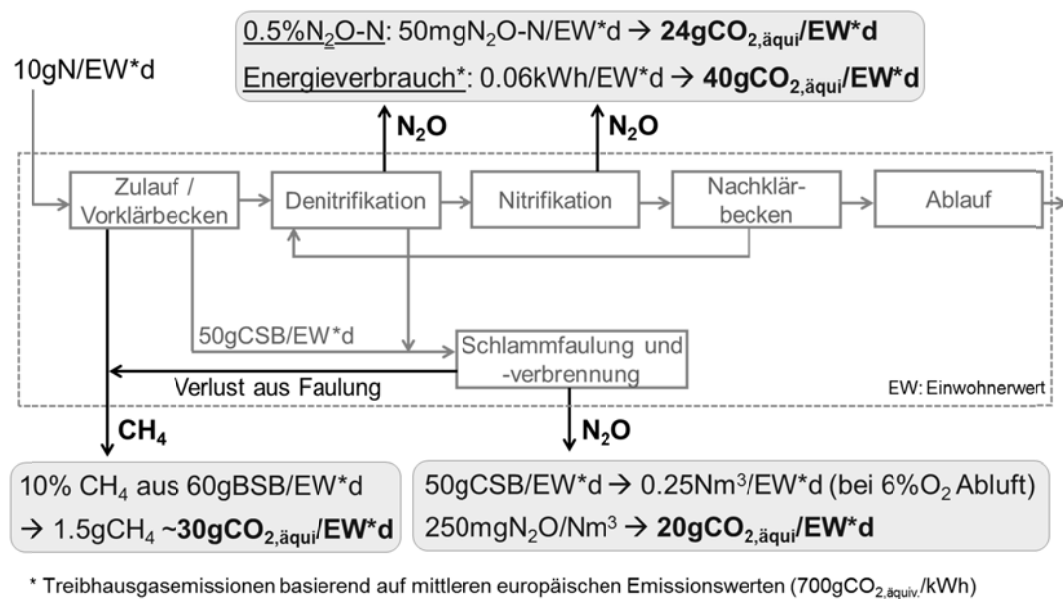 0.5%N₂O-N: 50mgN₂O-N/EW*d → 24gCO₂,äqui/EW*d
Energieverbrauch*: 0.06kWh/EW*d → 40gCO₂,äqui/EW*d
10gN/EW*d
N₂O
N₂O
Zulauf /
Vorklärbecken
Denitrifikation
Nitrifikation
Nachklär-
becken
Ablauf
50gCSB/EW*d
Schlammfaulung und
-verbrennung
Verlust aus Faulung
EW: Einwohnerwert
CH₄
N₂O
10% CH₄ aus 60gBSB/EW*d
→ 1.5gCH₄ ~30gCO₂,äqui/EW*d
50gCSB/EW*d → 0.25Nm³/EW*d (bei 6%O₂ Abluft)
250mgN₂O/Nm³ → 20gCO₂,äqui/EW*d
* Treibhausgasemissionen basierend auf mittleren europäischen Emissionswerten (700gCO₂,äquiv./kWh)